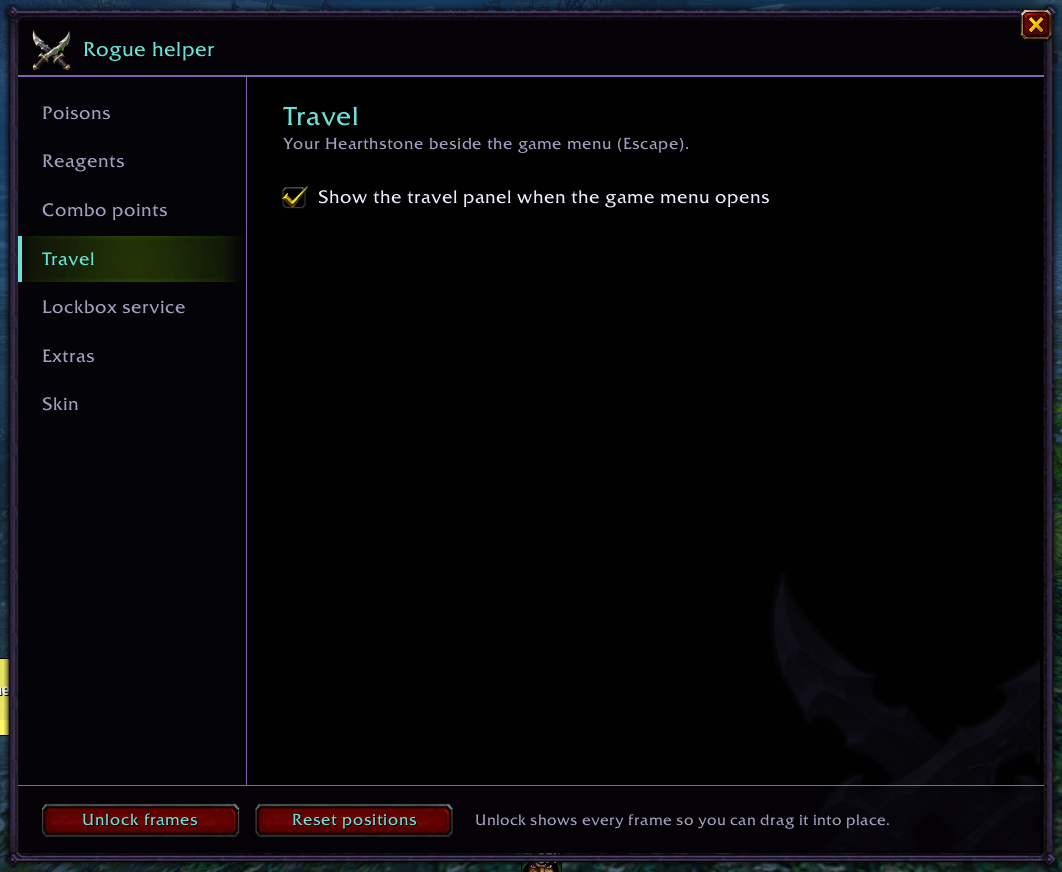 Rogue helper
Poisons
Reagents
Combo points
Travel
Lockbox service
Extras
Skin
Travel
Your Hearthstone beside the game menu (Escape).
Show the travel panel when the game menu opens
Unlock frames
Reset positions
Unlock shows every frame so you can drag it into place.